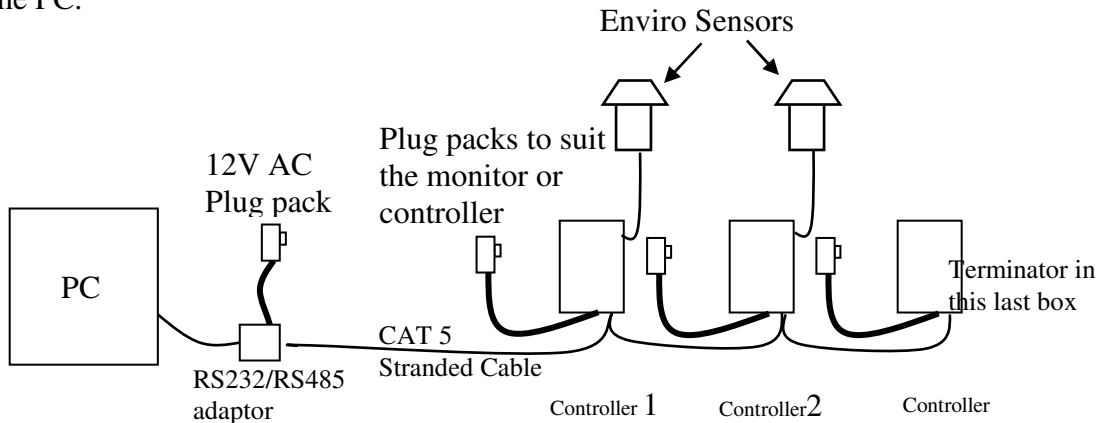 PC.
Enviro Sensors
Plug packs to suit
the monitor or
controller
12V AC
Plug pack
PC
Terminator in
this last box
CAT 5
Stranded Cable
RS232/RS485
adaptor
Controller 1
Controller2
Controller